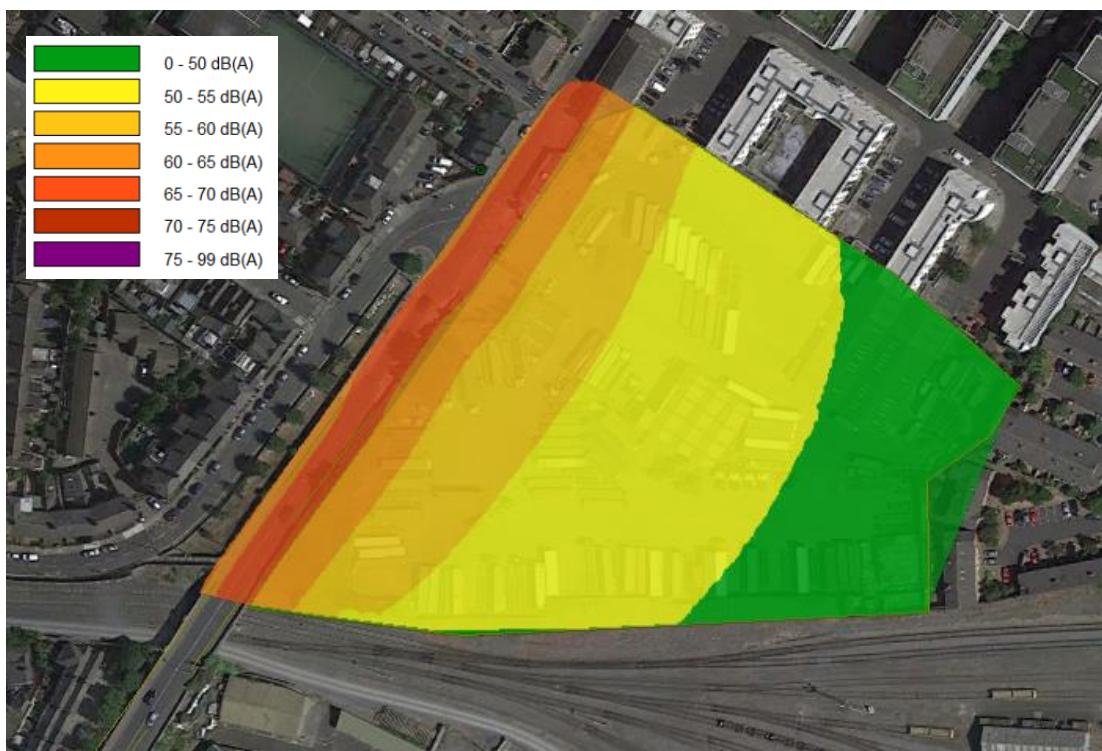 0 - 50 dB(A)
50 - 55 dB(A)
55 - 60 dB(A)
60 - 65 dB(A)
65 - 70 dB(A)
70 - 75 dB(A)
75 - 99 dB(A)